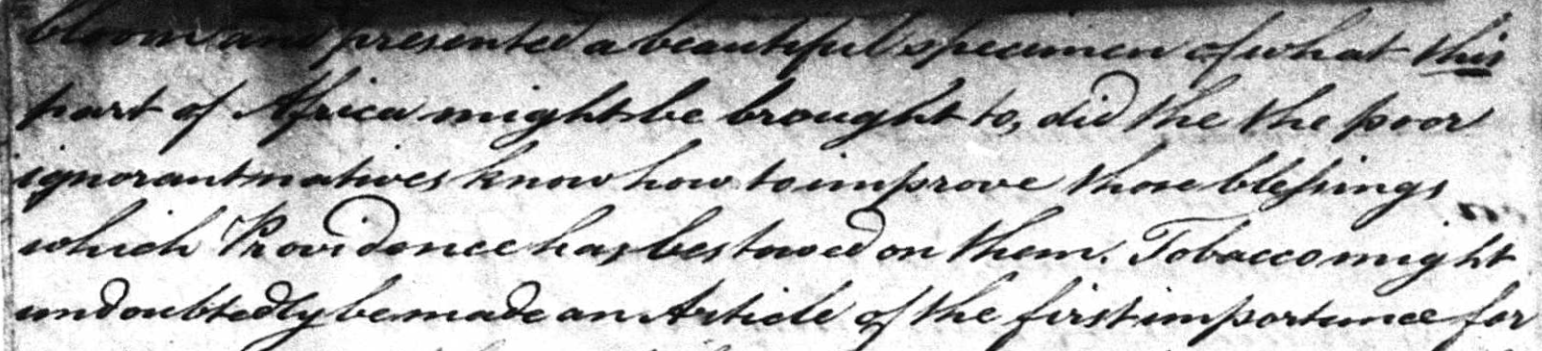 bloom and presented a beautiful specimen of what this
part of Africa might be brought to, did the the poor
ignorant natives know how to improve those blessings
which Providence has bestowed on them. Tobacco might
undoubtedly be made an Article of the first importance for